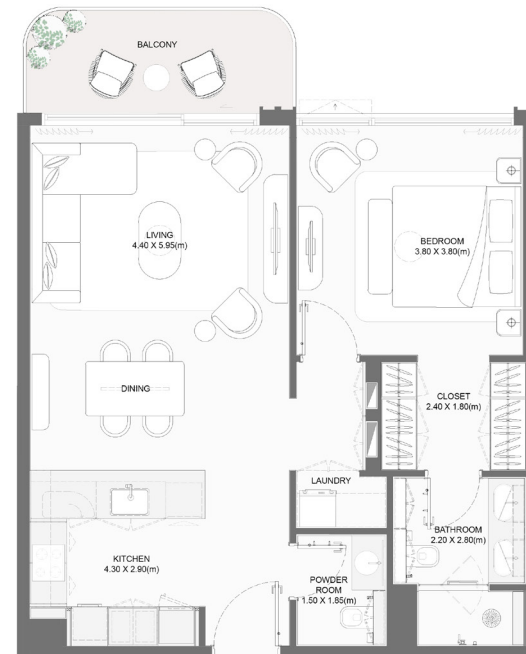 BALCONY
LIVING
4.40 X 5.95(m)
BEDROOM
3.80 X 3.80(m)
DINING
CLOSET
2.40 X 1.80(m)
LAUNDRY
BATHROOM
2.20 X 2.80(m)
KITCHEN
4.30 X 2.90(m)
POWDER
ROOM
1.50 X 1.85(m)